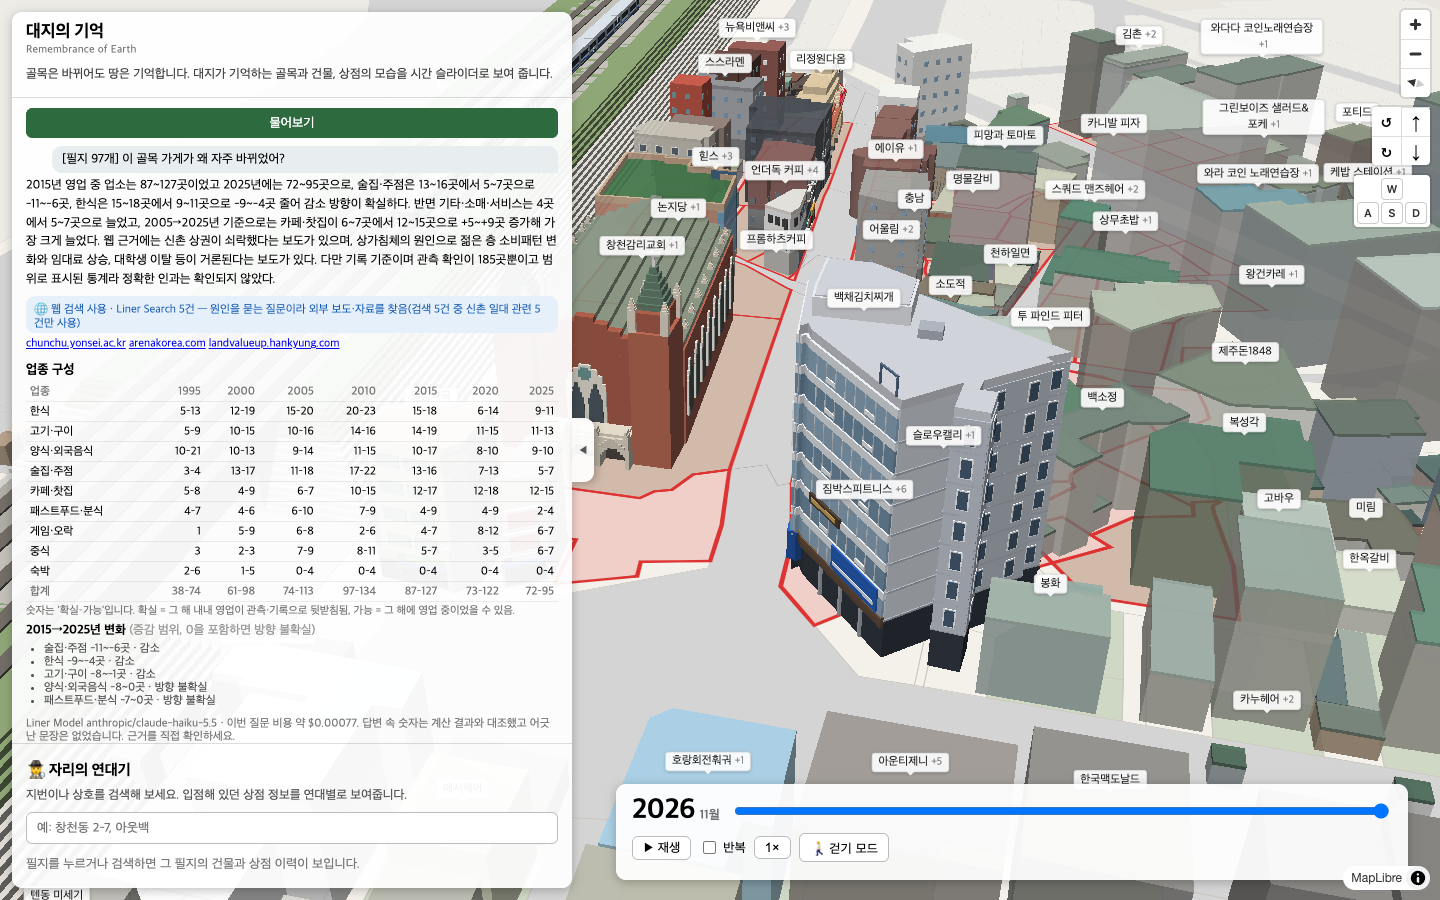 대지의 기억
Remembrance of Earth
골목은 바뀌어도 땅은 기억합니다. 대지가 기억하는 골목과 건물, 상점의 모습을 시간 슬라이더로 보여 줍니다.
물어보기
[필지 97개] 이 골목 가게가 왜 자주 바뀌었어?
2015년 영업 중 업소는 87~127곳이었고 2025년에는 72~95곳으로, 술집·주점은 13~16곳에서 5~7곳으로
-11~-6곳, 한식은 15~18곳에서 9~11곳으로 -9~-4곳 줄어 감소 방향이 확실하다. 반면 기타·소매·서비스는 4곳
에서 5~7곳으로 늘었고, 2005→2025년 기준으로는 카페·찻집이 6~7곳에서 12~15곳으로 +5~+9곳 증가해 가
장 크게 늘었다. 웹 근거에는 신촌 상권이 쇠락했다는 보도가 있으며, 상가침체의 원인으로 젊은 층 소비패턴 변
화와 임대료 상승, 대학생 이탈 등이 거론된다는 보도가 있다. 다만 기록 기준이며 관측 확인이 185곳뿐이고 범
위로 표시된 통계라 정확한 인과는 확인되지 않았다.
🌐 웹 검색 사용 · Liner Search 5건 — 원인을 묻는 질문이라 외부 보도·자료를 찾음(검색 5건 중 신촌 일대 관련 5
건만 사용)
chunchu.yonsei.ac.kr arenakorea.com landvalueup.hankyung.com
업종 구성
업종 1995 2000 2005 2010 2015 2020 2025
한식 5-13 12-19 15-20 20-23 15-18 6-14 9-11
고기·구이 5-9 10-15 10-16 14-16 14-19 11-15 11-13
양식·외국음식 10-21 10-13 9-14 11-15 10-17 8-10 9-10
술집·주점 3-4 13-17 11-18 17-22 13-16 7-13 5-7
카페·찻집 5-8 4-9 6-7 10-15 12-17 12-18 12-15
패스트푸드·분식 4-7 4-6 6-10 7-9 4-9 4-9 2-4
게임·오락 1 5-9 6-8 2-6 4-7 8-12 6-7
중식 3 2-3 7-9 8-11 5-7 3-5 6-7
숙박 2-6 1-5 0-4 0-4 0-4 0-4 0-4
합계 38-74 61-98 74-113 97-134 87-127 73-122 72-95
숫자는 '확실-가능'입니다. 확실 = 그 해 내내 영업이 관측·기록으로 뒷받침됨, 가능 = 그 해에 영업 중이었을 수 있음.
2015→2025년 변화 (증감 범위, 0을 포함하면 방향 불확실)
• 술집·주점 -11~-6곳 · 감소
• 한식 -9~-4곳 · 감소
• 고기·구이 -8~-1곳 · 감소
• 양식·외국음식 -8~0곳 · 방향 불확실
• 패스트푸드·분식 -7~0곳 · 방향 불확실
Liner Model anthropic/claude-haiku-5.5 · 이번 질문 비용 약 $0.00077. 답변 속 숫자는 계산 결과와 대조했고 어긋
난 문장은 없었습니다. 근거를 직접 확인하세요.
자리의 연대기
지번이나 상호를 검색해 보세요. 입점해 있던 상점 정보를 연대별로 보여줍니다.
예: 창천동 2-7, 아웃백
필지를 누르거나 검색하면 그 필지의 건물과 상점 이력이 보입니다.
텐동 미세기
뉴욕비앤씨 +3
스스라멘
리정원다음
김촌 +2
와다다 코인노래연습장
+1
그린보이즈 샐러드&
포케 +1
포티드
카니발 피자
피망과 토마토
에이유 +1
힘스 +3
언더독 커피 +4
명물갈비
와라 코인 노래연습장 +1
케밥 스테이션 +1
스쿼드 맨즈헤어 +2
충남
논지당 +1
상무초밥 +1
어울림 +2
프롬하츠커피
창천감리교회 +1
천하일면
왕건카레 +1
소도적
백채김치찌개
투 파인드 피터
제주돈1848
백소정
복성각
슬로우캘리 +1
짐박스피트니스 +6
고바우
미림
한옥갈비
봉화
카누헤어 +2
호랑회전훠궈 +1
아운티제니 +5
한국맥도날드
W
A S D
2026 11월
▶ 재생
반복
1×
걷기 모드
MapLibre